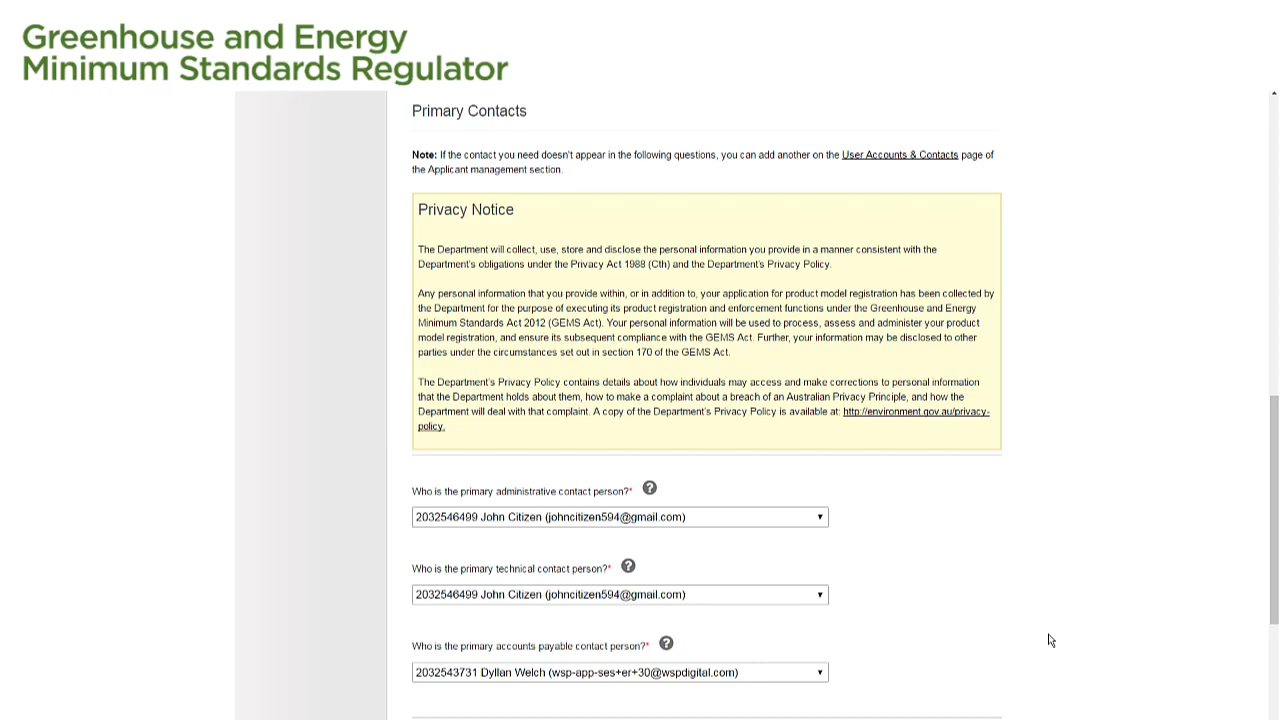 Greenhouse and Energy
Minimum Standards Regulator
Primary Contacts
Note: If the contact you need doesn't appear in the following questions, you can add another on the User Accounts & Contacts page of
the Applicant management section.
Privacy Notice
The Department will collect, use, store and disclose the personal information you provide in a manner consistent with the
Department's obligations under the Privacy Act 1988 (Cth) and the Department's Privacy Policy.
Any personal information that you provide within, or in addition to, your application for product model registration has been collected by
the Department for the purpose of executing its product registration and enforcement functions under the Greenhouse and Energy
Minimum Standards Act 2012 (GEMS Act). Your personal information will be used to process, assess and administer your product
model registration, and ensure its subsequent compliance with the GEMS Act. Further, your information may be disclosed to other
parties under the circumstances set out in section 170 of the GEMS Act.
The Department's Privacy Policy contains details about how individuals may access and make corrections to personal information
that the Department holds about them, how to make a complaint about a breach of an Australian Privacy Principle, and how the
Department will deal with that complaint. A copy of the Department's Privacy Policy is available at: http://environment.gov.au/privacy-
policy.
Who is the primary administrative contact person?* ?
2032546499 John Citizen (johncitizen594@gmail.com)
Who is the primary technical contact person?* ?
2032546499 John Citizen (johncitizen594@gmail.com)
Who is the primary accounts payable contact person?* ?
2032543731 Dyllan Welch (wsp-app-ses+er+30@wspdigital.com)